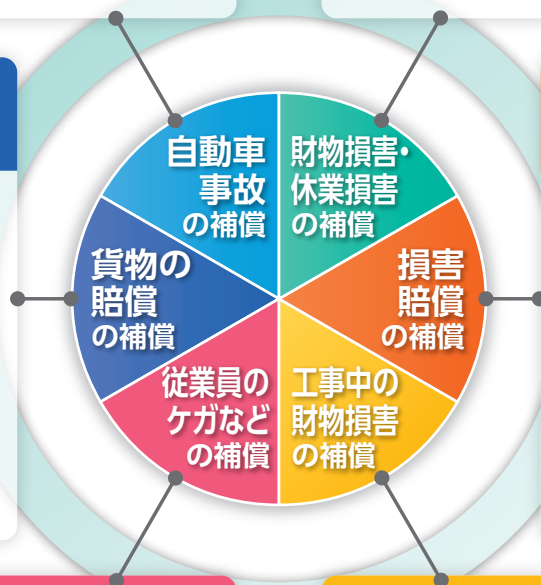 自動車
事故
の補償
財物損害・
休業損害
の補償
貨物の
賠償
の補償
損害
賠償
の補償
従業員の
ケガなど
の補償
工事中の
財物損害
の補償